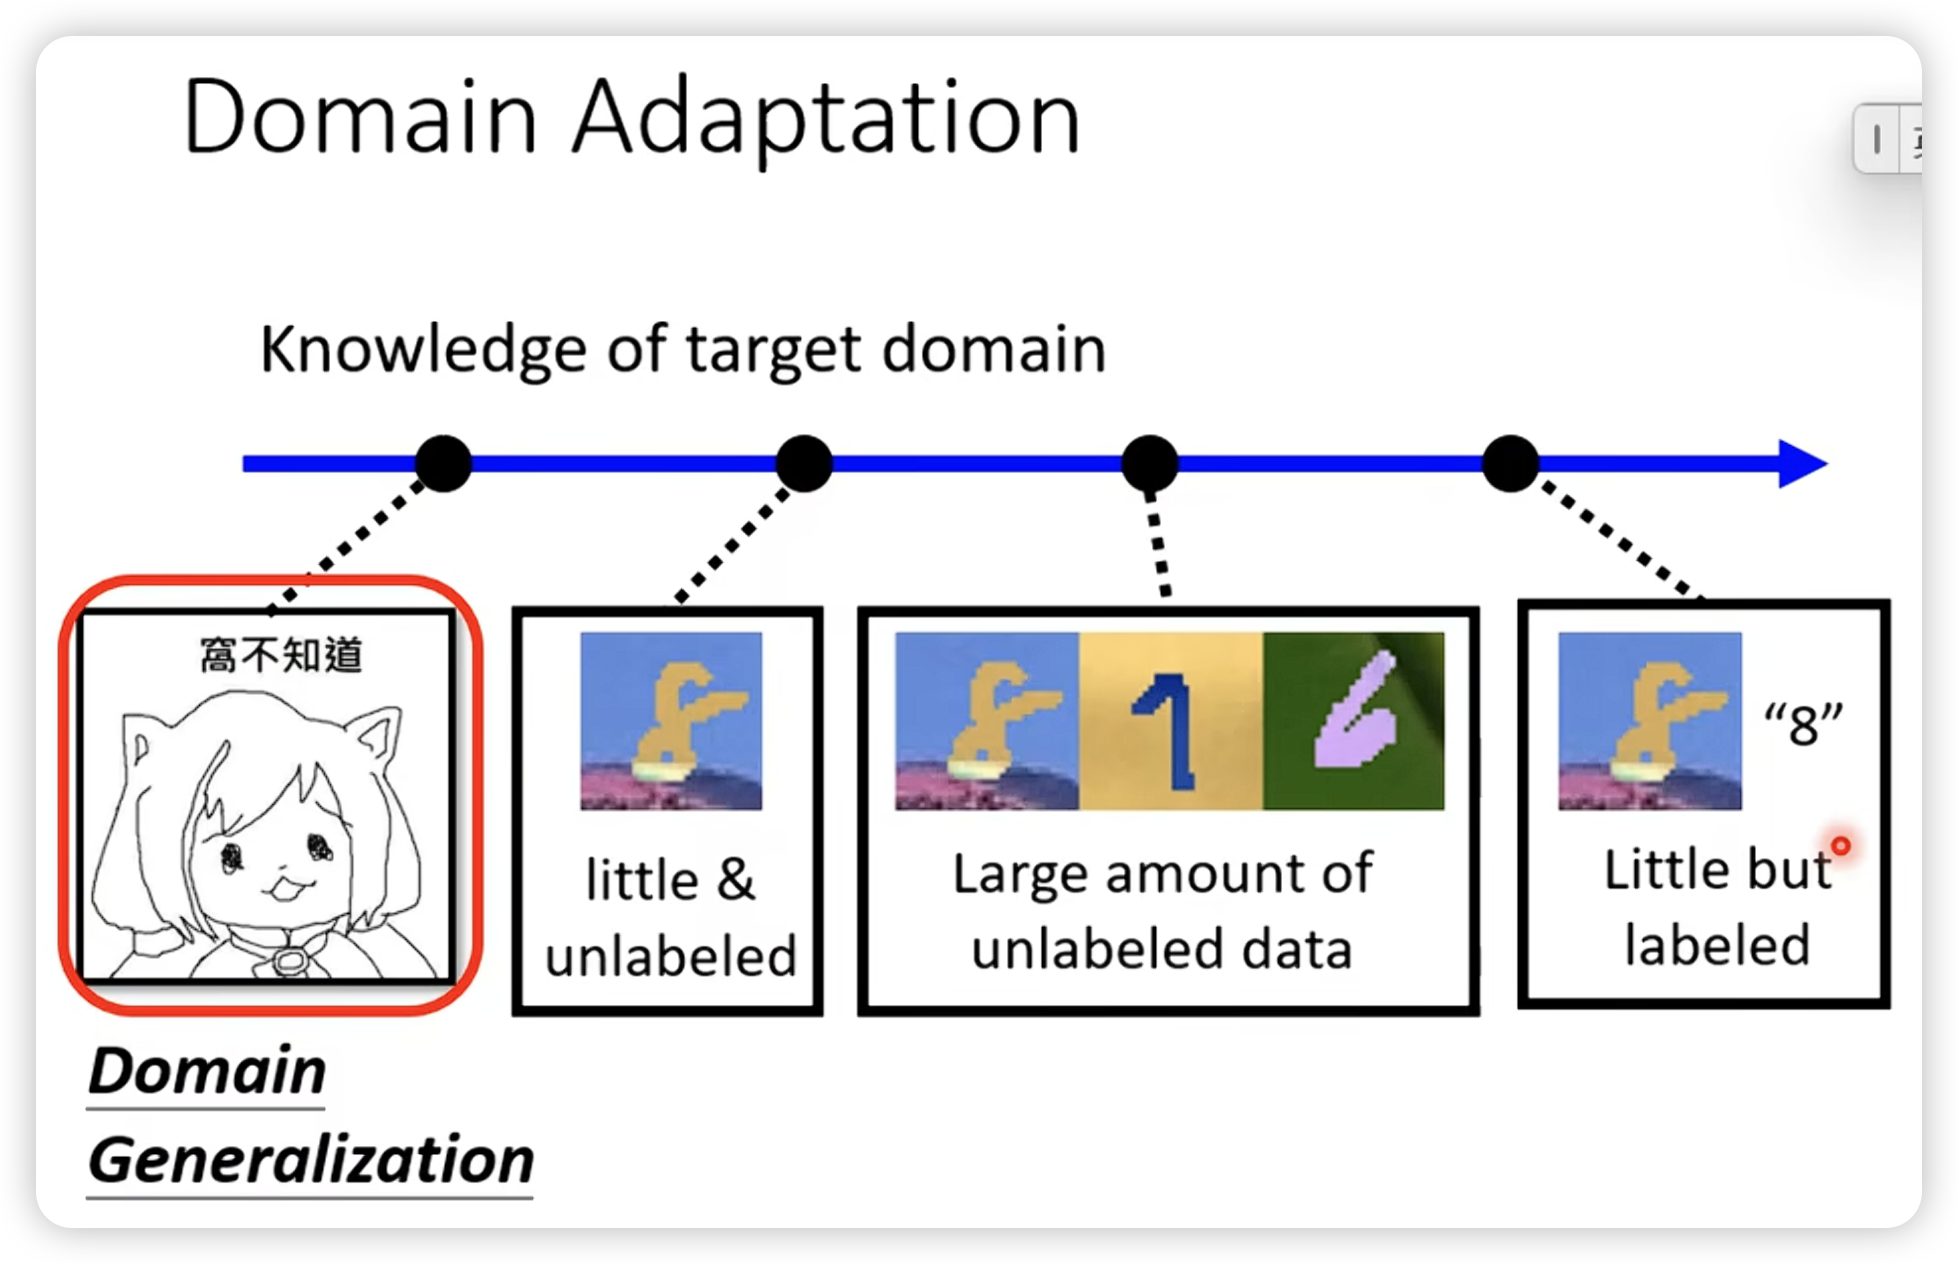 Domain Adaptation
Knowledge of target domain
窩不知道
little &
unlabeled
Large amount of
unlabeled data
“8”
Little but
labeled
Domain
Generalization